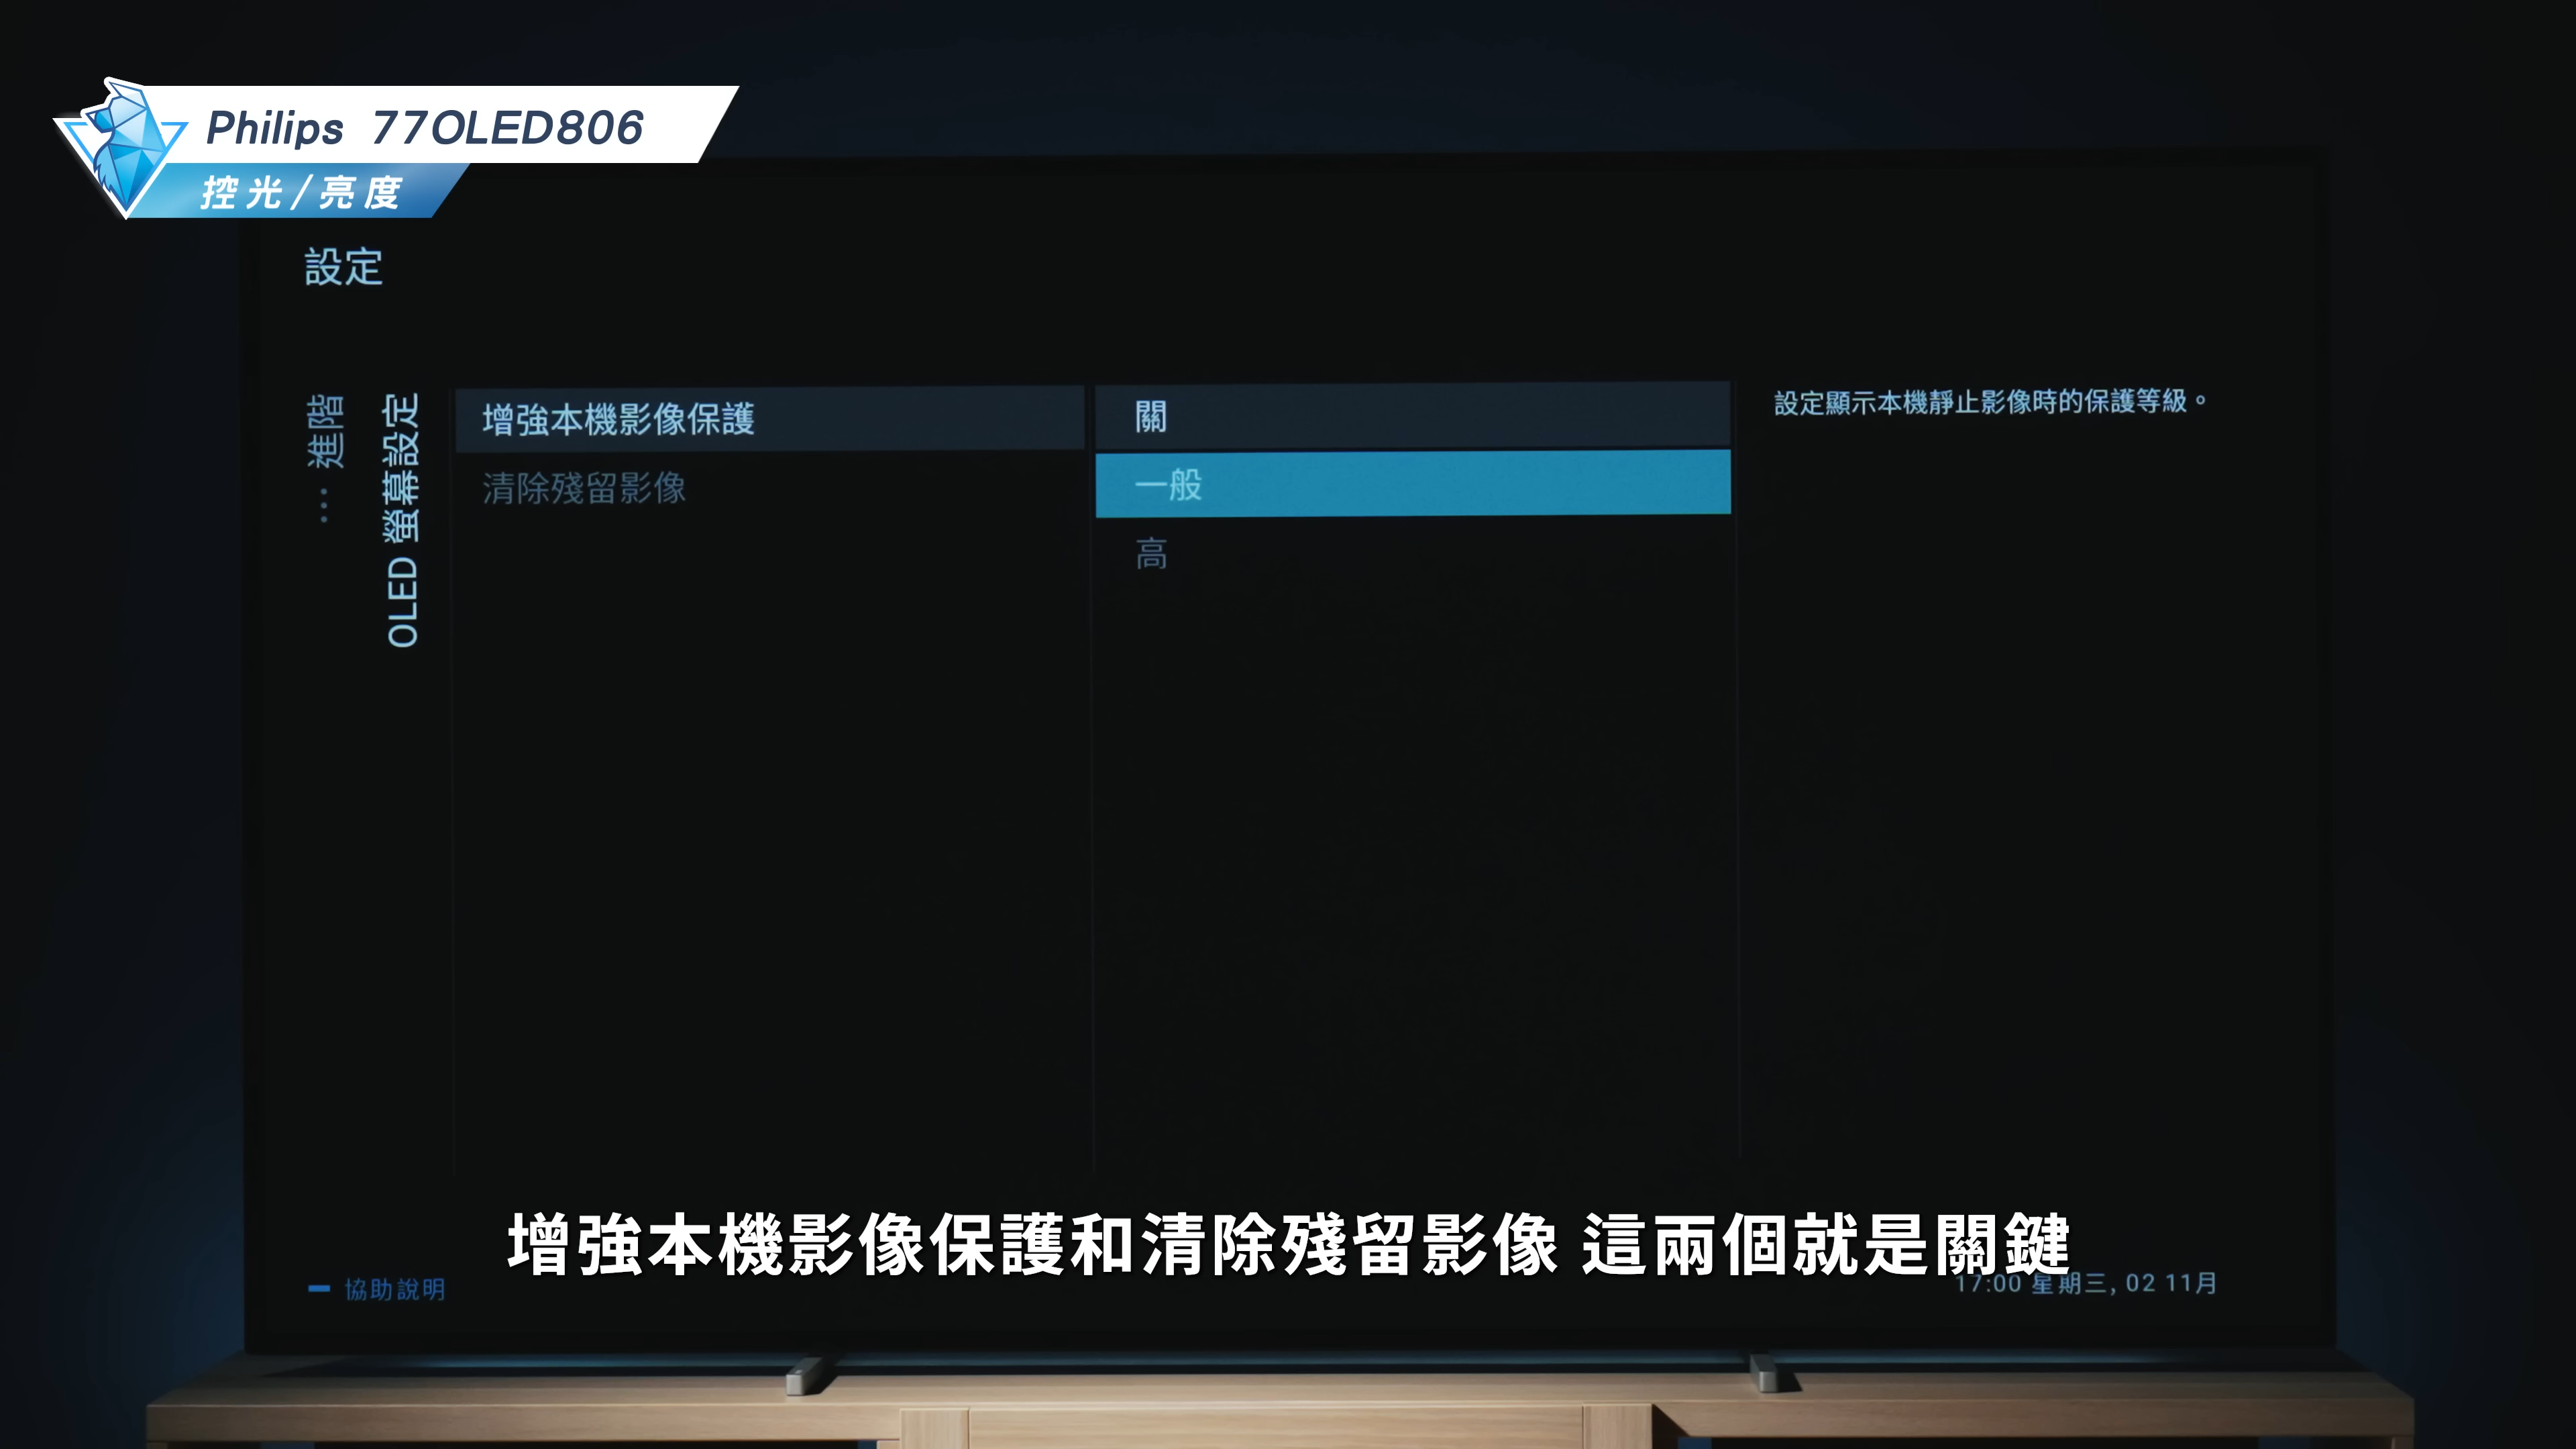 Philips 77OLED806
控光/亮度
設定
… 進階
OLED 螢幕設定
增強本機影像保護
清除殘留影像
關
一般
高
設定顯示本機靜止影像時的保護等級。
增強本機影像保護和清除殘留影像 這兩個就是關鍵
協助說明
17:00 星期三, 02 11月